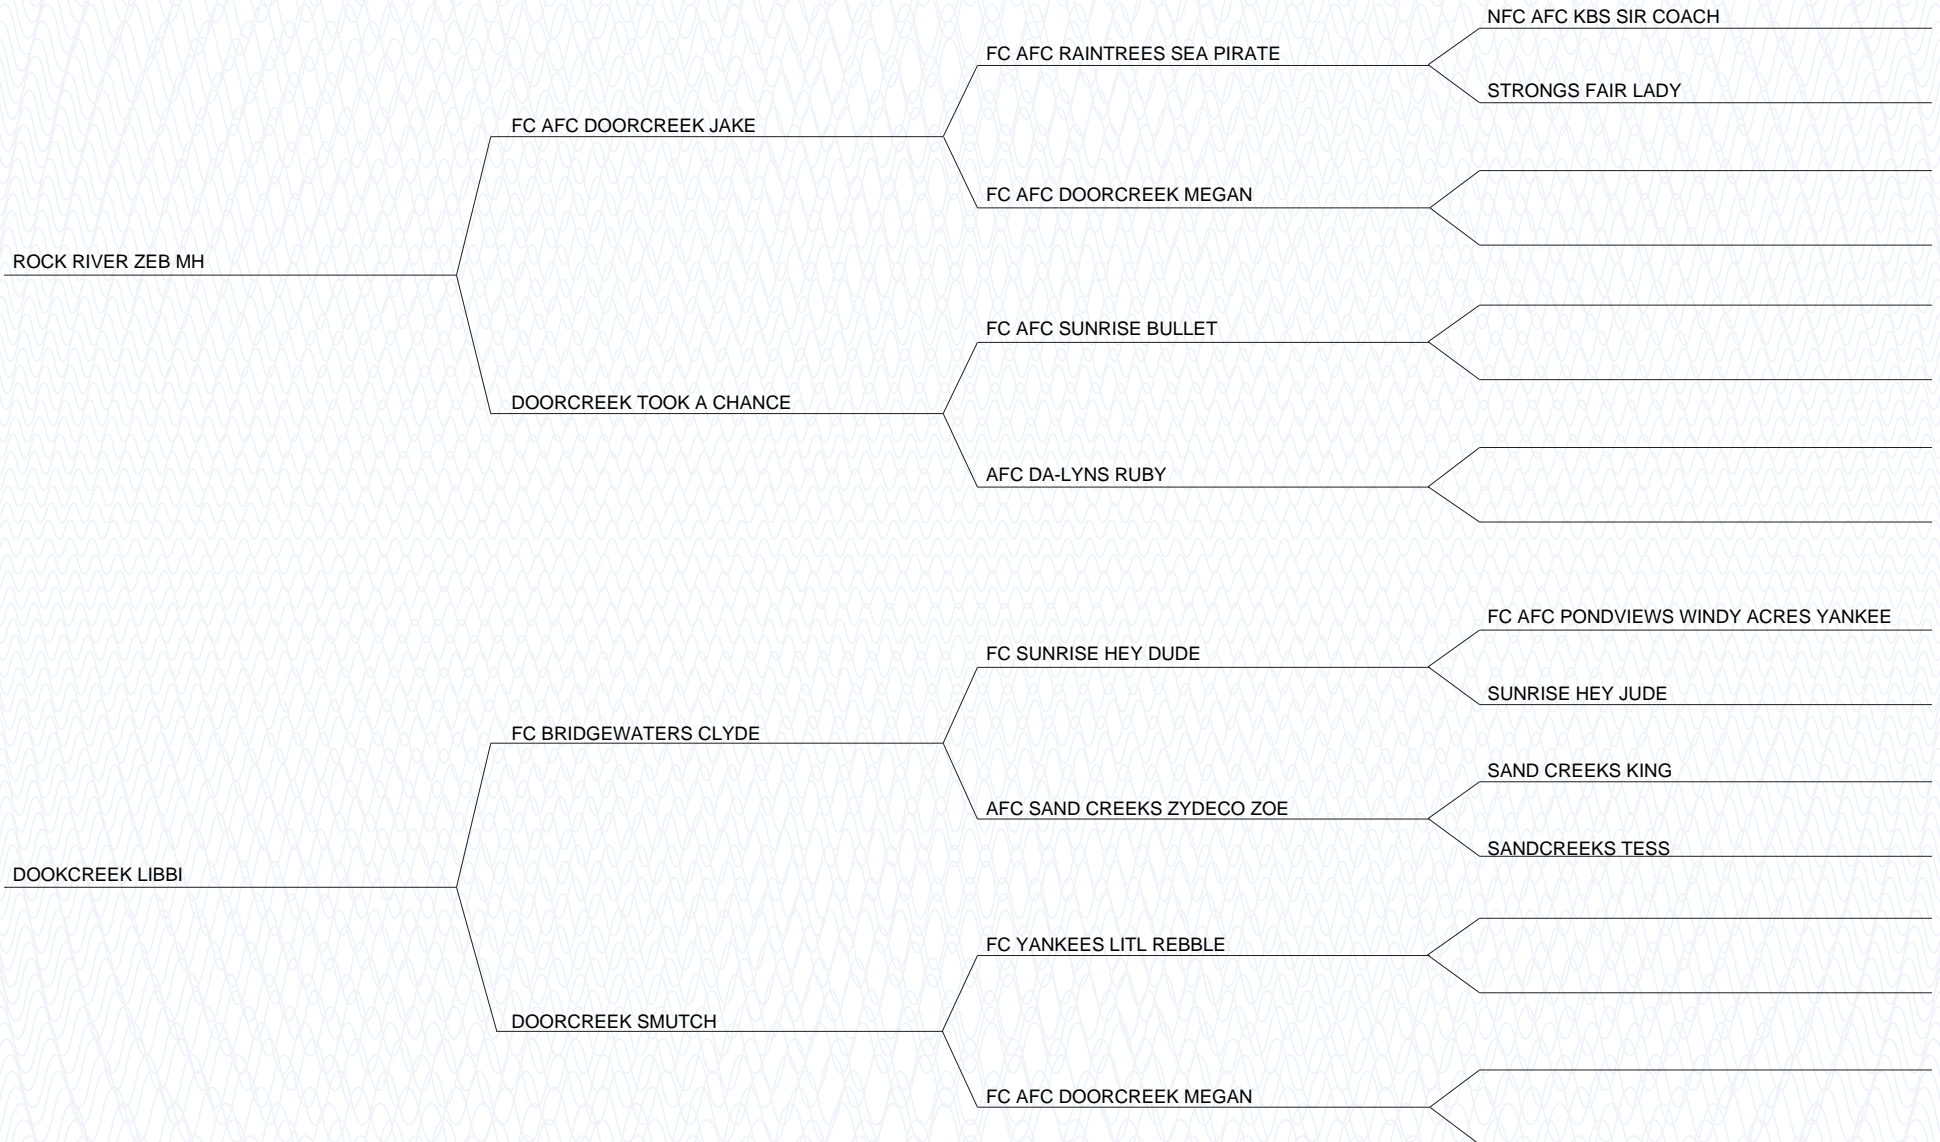 NFC AFC KBS SIR COACH
FC AFC RAINTREES SEA PIRATE
STRONGS FAIR LADY
FC AFC DOORCREEK JAKE
FC AFC DOORCREEK MEGAN
ROCK RIVER ZEB MH
FC AFC SUNRISE BULLET
DOORCREEK TOOK A CHANCE
AFC DA-LYNS RUBY
FC AFC PONDVIEWS WINDY ACRES YANKEE
FC SUNRISE HEY DUDE
SUNRISE HEY JUDE
FC BRIDGEWATERS CLYDE
SAND CREEKS KING
AFC SAND CREEKS ZYDECO ZOE
SANDCREEKS TESS
DOOKCREEK LIBBI
FC YANKEES LITL REBBLE
DOORCREEK SMUTCH
FC AFC DOORCREEK MEGAN